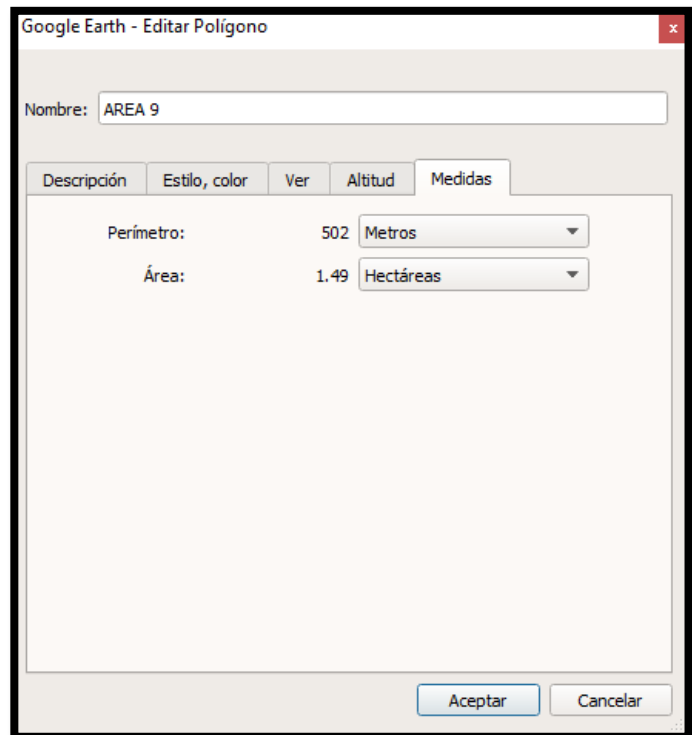 Google Earth - Editar Polígono
x
Nombre: AREA 9
Descripción Estilo, color Ver Altitud Medidas
Perímetro: 502 Metros
Área: 1.49 Hectáreas
Aceptar Cancelar